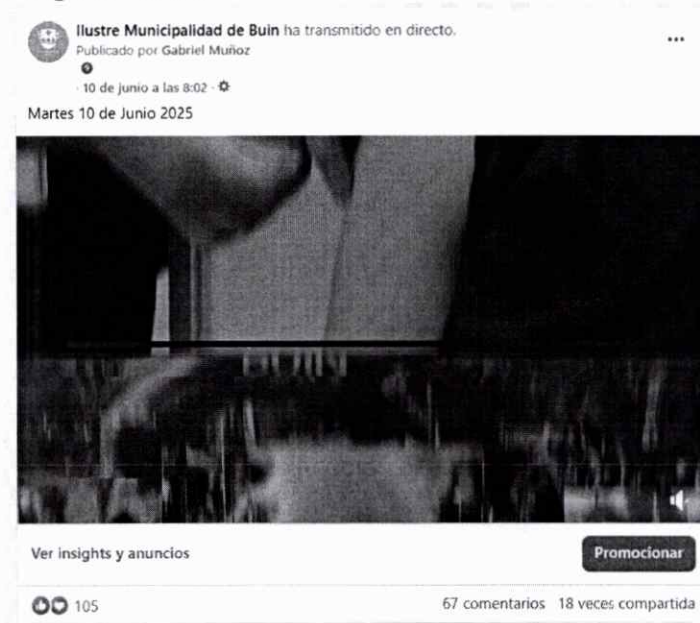 Ilustre Municipalidad de Buin ha transmitido en directo.
Publicado por Gabriel Muñoz
· 10 de junio a las 8:02 ·
Martes 10 de Junio 2025
Ver insights y anuncios
Promocionar
105
67 comentarios 18 veces compartida